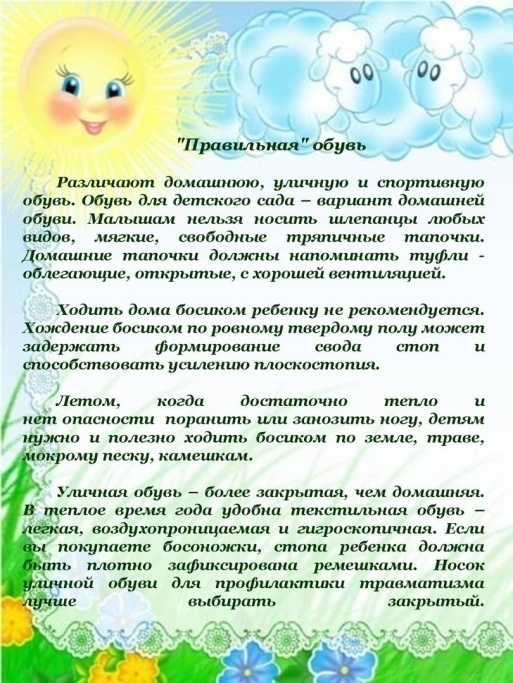 "Правильная" обувь
Различают домашнюю, уличную и спортивную
обувь. Обувь для детского сада – вариант домашней
обуви. Малышам нельзя носить шлепанцы любых
видов, мягкие, свободные тряпичные тапочки.
Домашние тапочки должны напоминать туфли -
облегающие, открытые, с хорошей вентиляцией.
Ходить дома босиком ребенку не рекомендуется.
Хождение босиком по ровному твердому полу может
задержать формирование свода стоп и
способствовать усилению плоскостопия.
Летом, когда достаточно тепло и
нет опасности поранить или занозить ногу, детям
нужно и полезно ходить босиком по земле, траве,
мокрому песку, камешкам.
Уличная обувь – более закрытая, чем домашняя.
В теплое время года удобна текстильная обувь –
легкая, воздухопроницаемая и гигроскопичная. Если
вы покупаете босоножки, стопа ребенка должна
быть плотно зафиксирована ремешками. Носок
уличной обуви для профилактики травматизма
лучше выбирать закрытый.